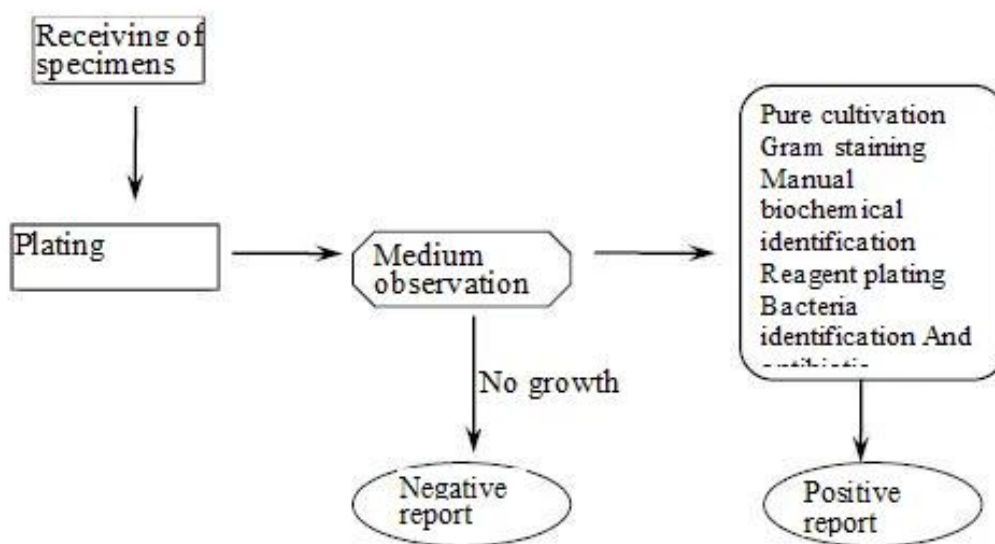 Receiving of
specimens
Plating
Medium
observation
No growth
Negative
report
Pure cultivation
Gram staining
Manual
biochemical
identification
Reagent plating
Bacteria
identification And
Positive
report